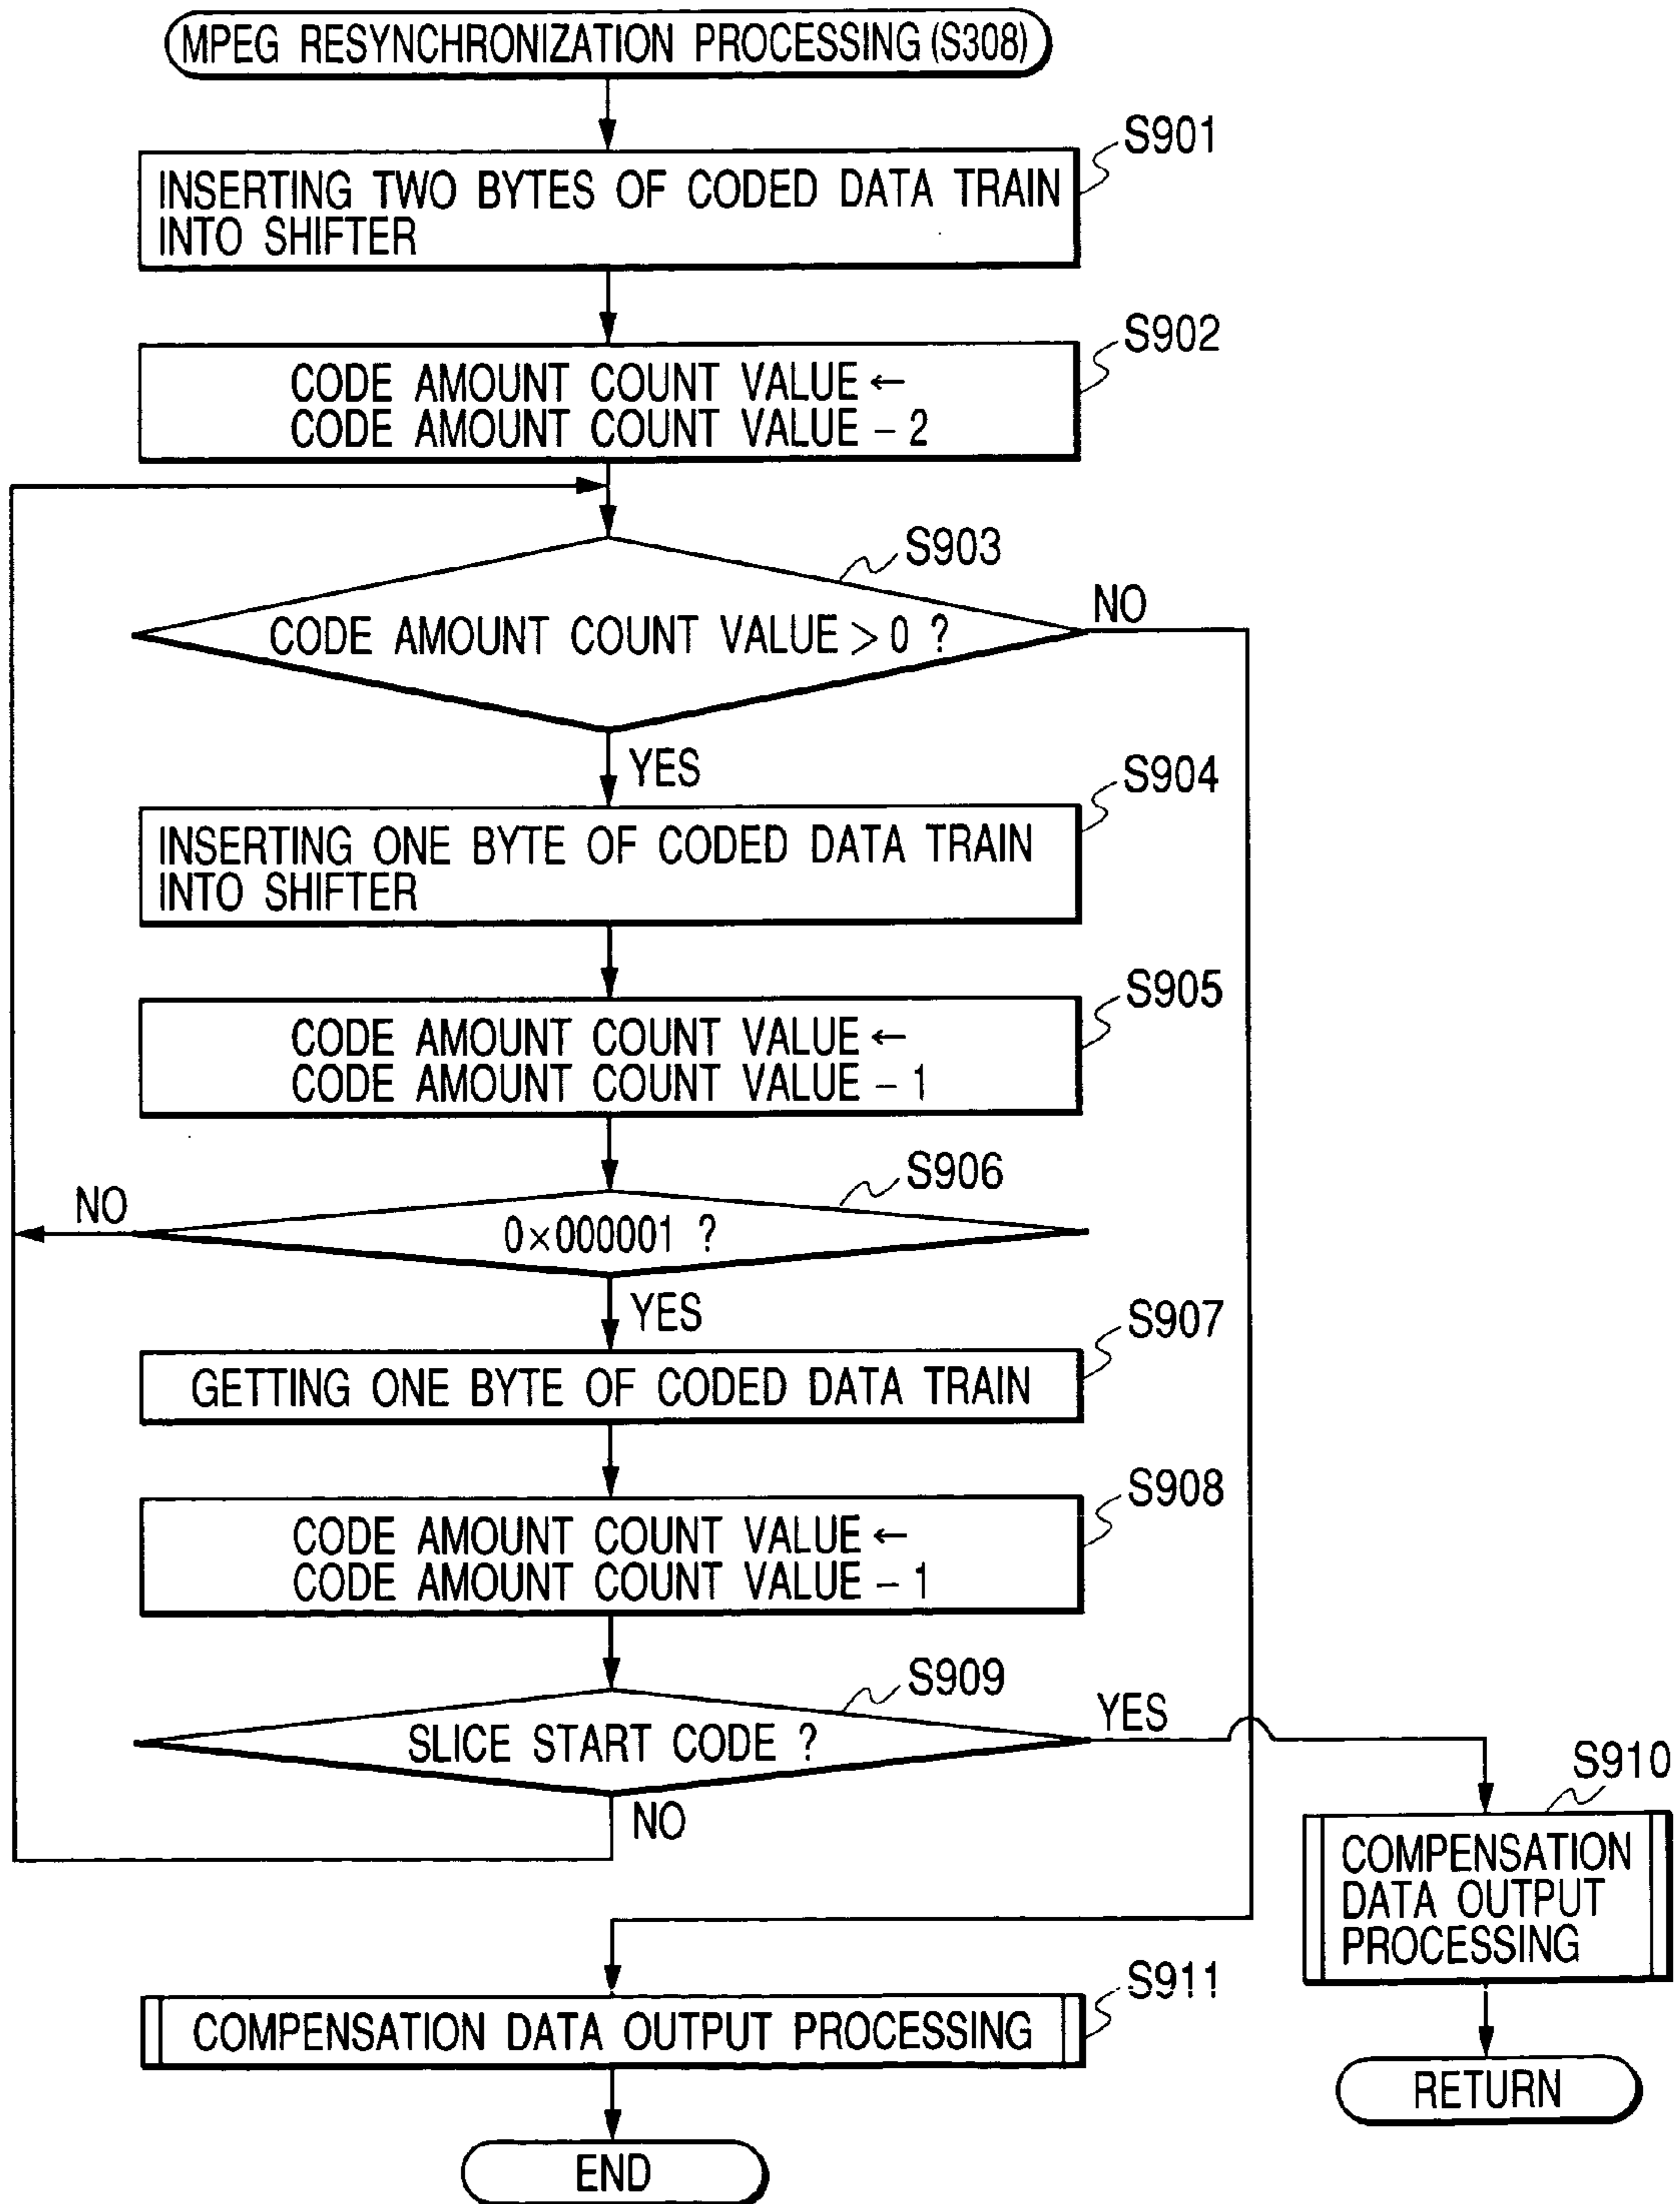 MPEG RESYNCHRONIZATION PROCESSING (S308)
S901
INSERTING TWO BYTES OF CODED DATA TRAIN
INTO SHIFTER
S902
CODE AMOUNT COUNT VALUE ←
CODE AMOUNT COUNT VALUE – 2
S903
CODE AMOUNT COUNT VALUE > 0 ?
NO
YES
S904
INSERTING ONE BYTE OF CODED DATA TRAIN
INTO SHIFTER
S905
CODE AMOUNT COUNT VALUE ←
CODE AMOUNT COUNT VALUE – 1
S906
NO
0×000001 ?
YES
S907
GETTING ONE BYTE OF CODED DATA TRAIN
S908
CODE AMOUNT COUNT VALUE ←
CODE AMOUNT COUNT VALUE – 1
S909
SLICE START CODE ?
YES
NO
S910
COMPENSATION
DATA OUTPUT
PROCESSING
S911
COMPENSATION DATA OUTPUT PROCESSING
RETURN
END